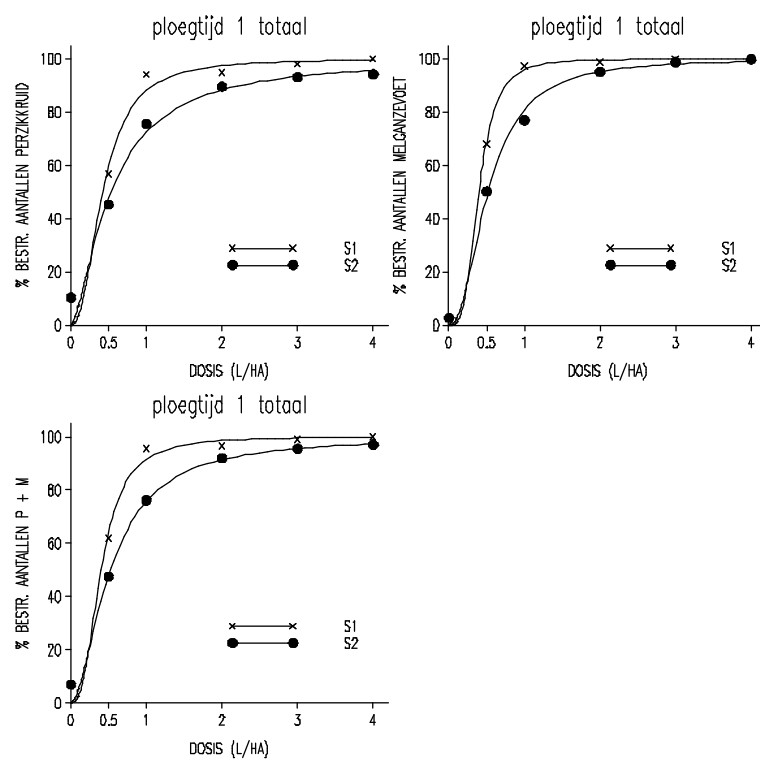 ploegtijd 1 totaal
% BESTR. AANTALLEN PERZIKKRUID
100
80
60
40
20
0
S1
S2
0 0.5 1 2 3 4
DOSIS (L/HA)
ploegtijd 1 totaal
% BESTR. AANTALLEN MELGANZEVOET
100
80
60
40
20
0
S1
S2
0 0.5 1 2 3 4
DOSIS (L/HA)
ploegtijd 1 totaal
% BESTR. AANTALLEN P + M
100
80
60
40
20
0
S1
S2
0 0.5 1 2 3 4
DOSIS (L/HA)